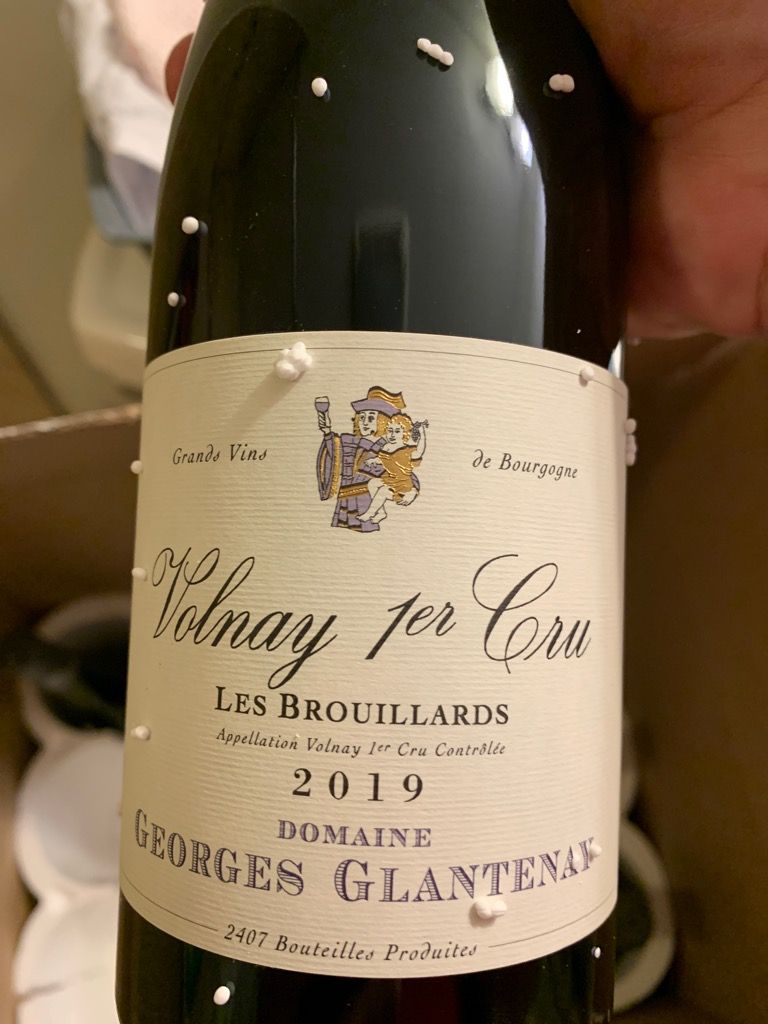 Grands Vins de Bourgogne
Volnay 1er Cru
LES BROUILLARDS
Appellation Volnay 1er Cru Contrôlée
2019
DOMAINE
GEORGES GLANTENAY
2407 Bouteilles Produites